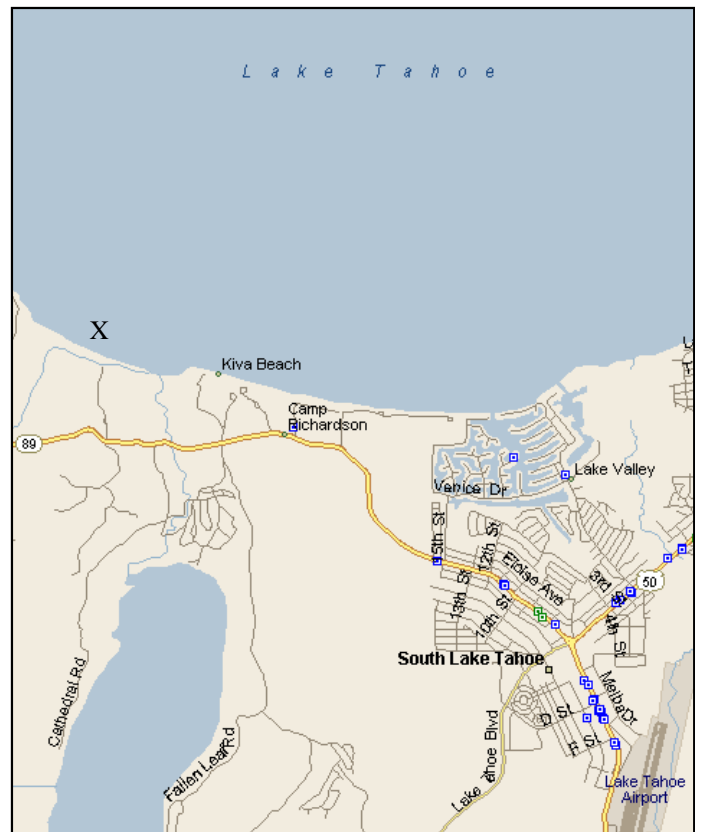 Lake Tahoe
X
Kiva Beach
Camp
Richardson
89
Lake Valley
Venice Dr
15th St
12th St
Eloise Ave
13th St
10th St
3rd St
50
4th St
South Lake Tahoe
Melba Dr
D St
F St
Cathedral Rd
Fallen Leaf Rd
Lake Tahoe Blvd
Lake Tahoe
Airport